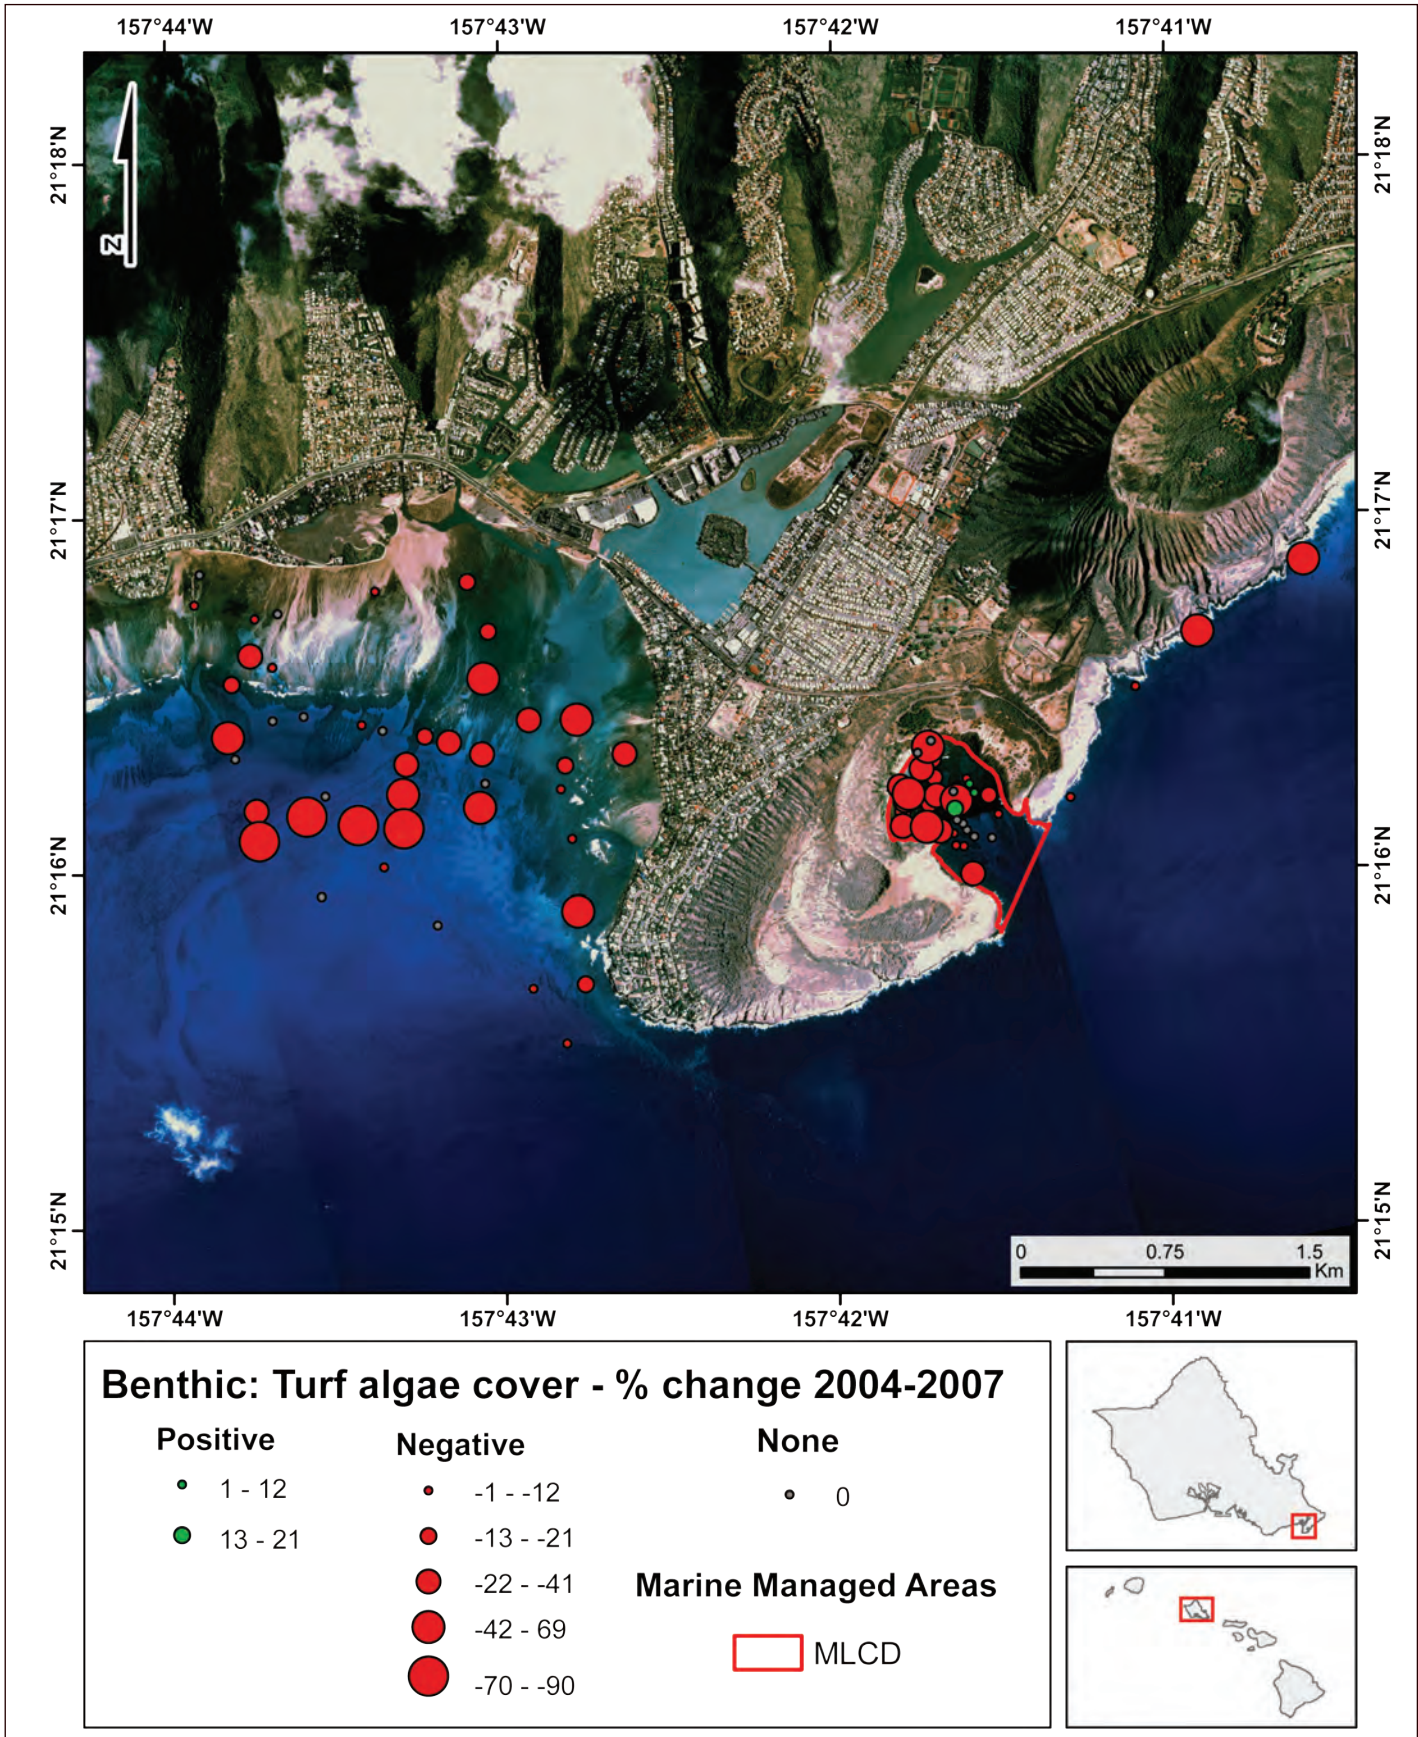 157°44'W 157°43'W 157°42'W 157°41'W
21°18'N 21°18'N
N
21°17'N 21°17'N
21°16'N 21°16'N
21°15'N 21°15'N
0 0.75 1.5
Km
157°44'W 157°43'W 157°42'W 157°41'W
Benthic: Turf algae cover - % change 2004-2007
Positive Negative None
1 - 12 -1 - -12 0
13 - 21 -13 - -21
-22 - -41
Marine Managed Areas
-42 - 69
MLCD
-70 - -90